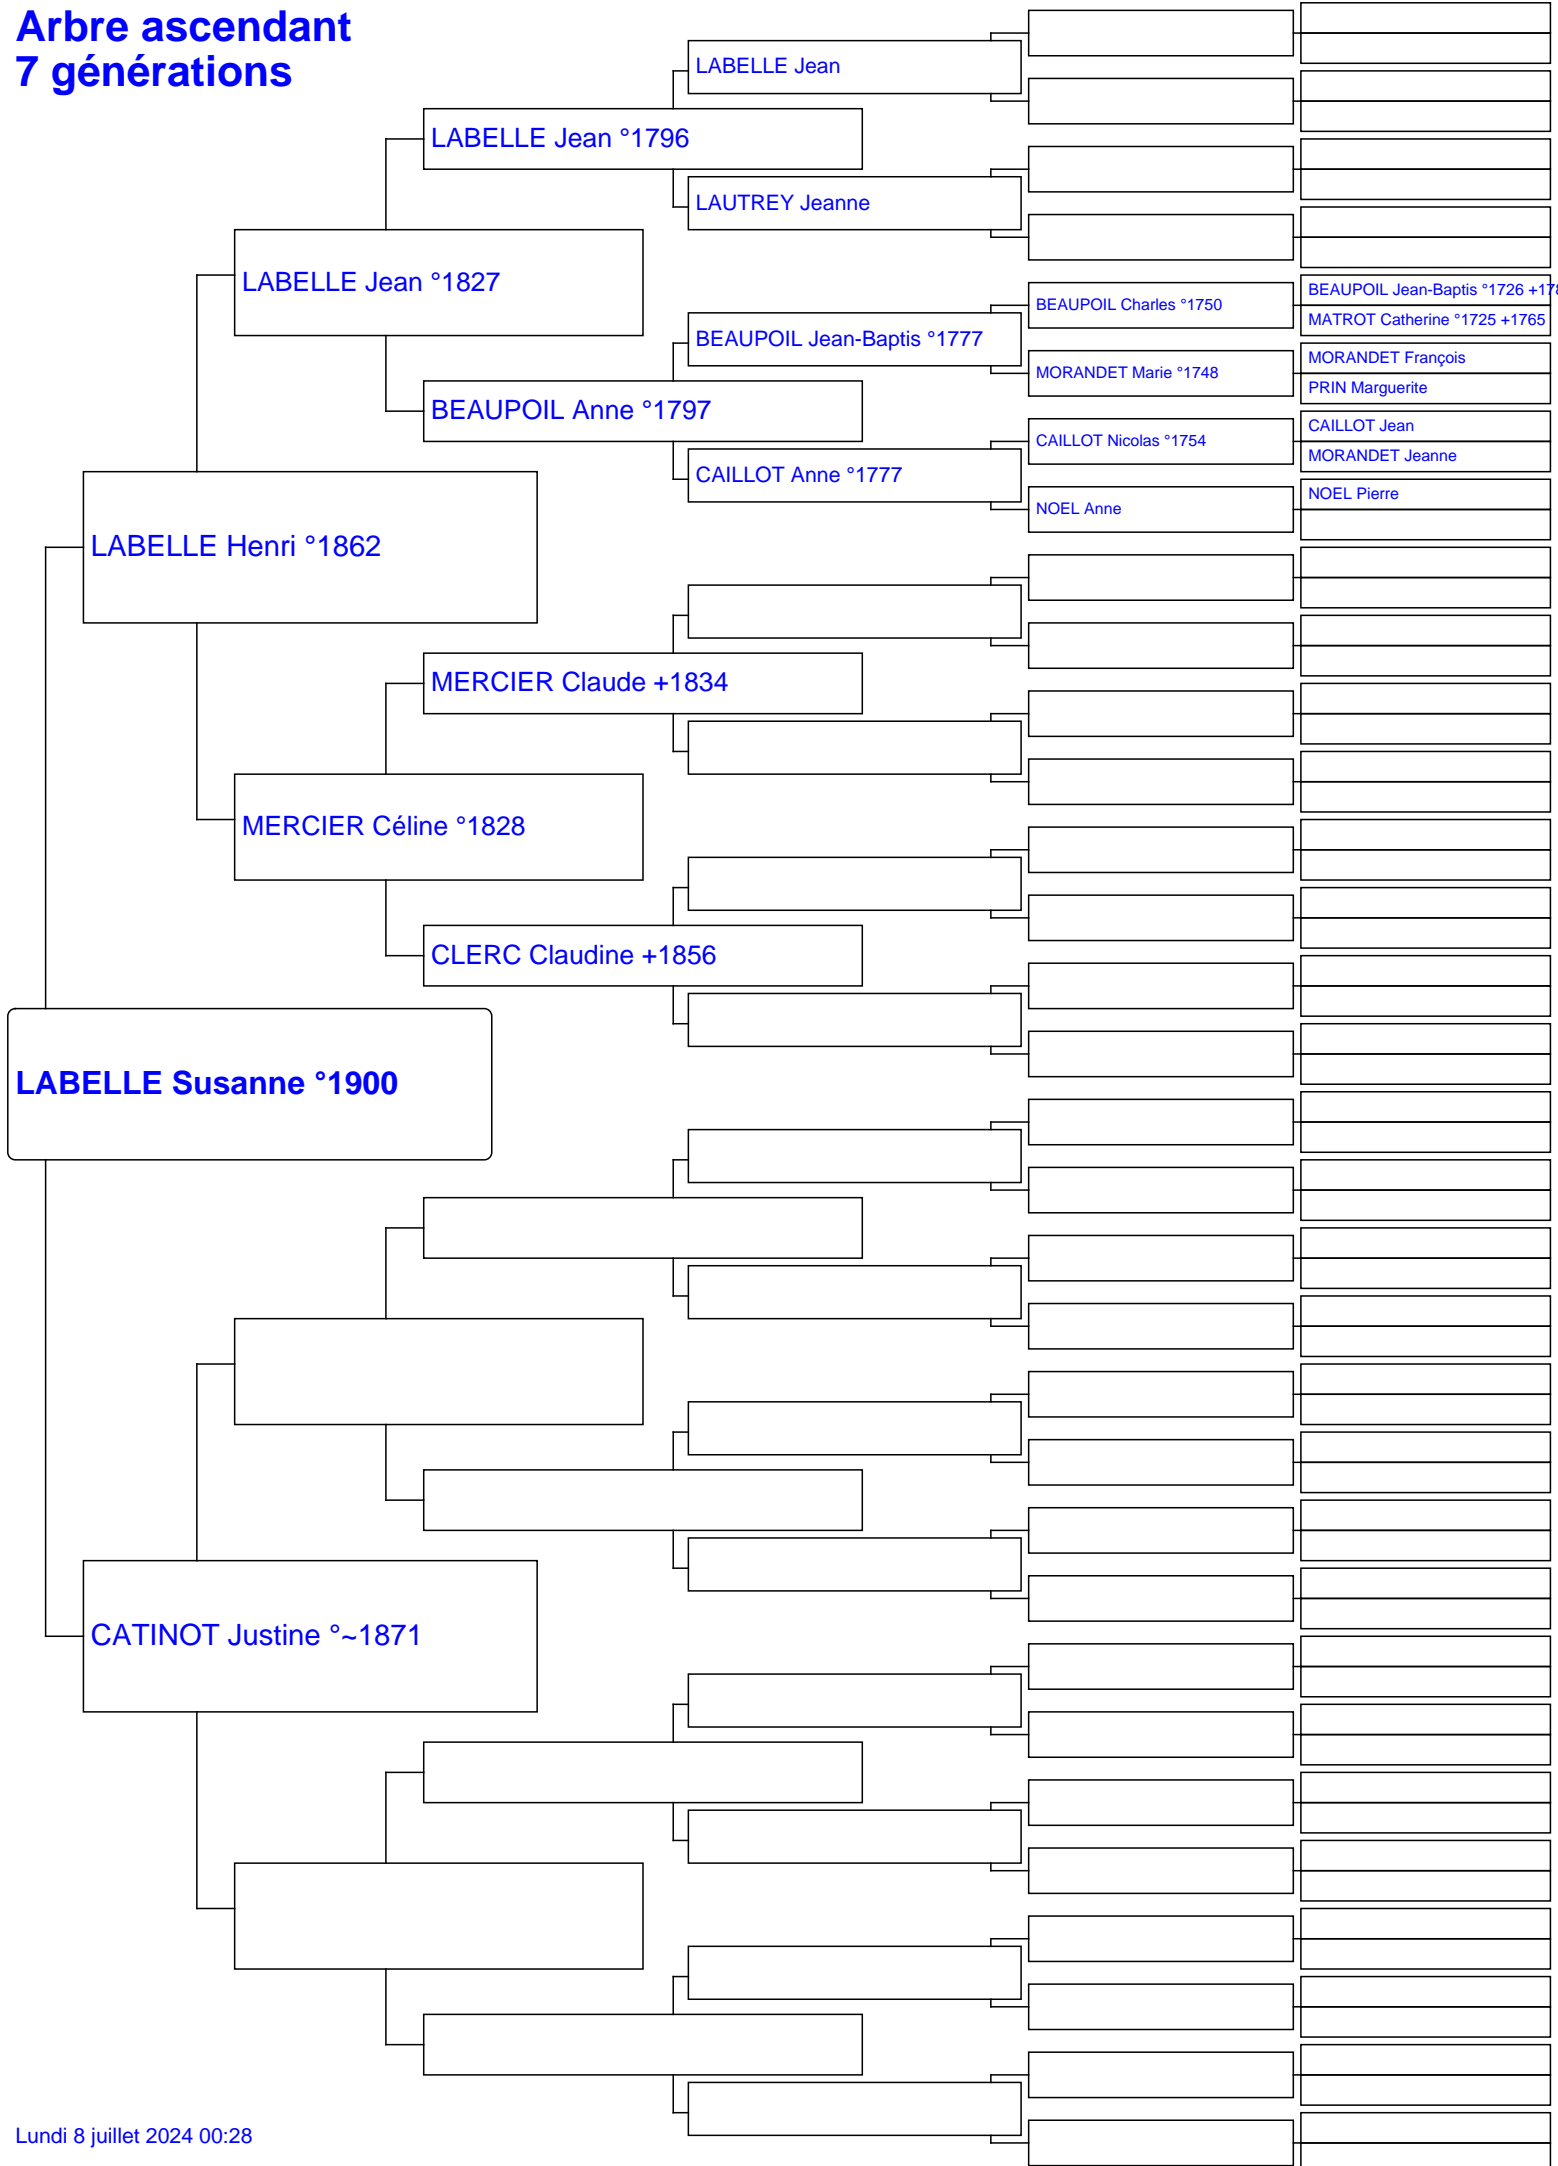 Arbre ascendant
7 générations
LABELLE Jean
LABELLE Jean °1796
LAUTREY Jeanne
LABELLE Jean °1827
BEAUPOIL Jean-Baptis °1726
MATROT Catherine °1725 +1765
BEAUPOIL Charles °1750
BEAUPOIL Jean-Baptis °1777
MORANDET François
MORANDET Marie °1748
PRIN Marguerite
BEAUPOIL Anne °1797
CAILLOT Jean
CAILLOT Nicolas °1754
MORANDET Jeanne
CAILLOT Anne °1777
NOEL Pierre
NOEL Anne
LABELLE Henri °1862
MERCIER Claude +1834
MERCIER Céline °1828
CLERC Claudine +1856
LABELLE Susanne °1900
CATINOT Justine °~1871
Lundi 8 juillet 2024 00:28